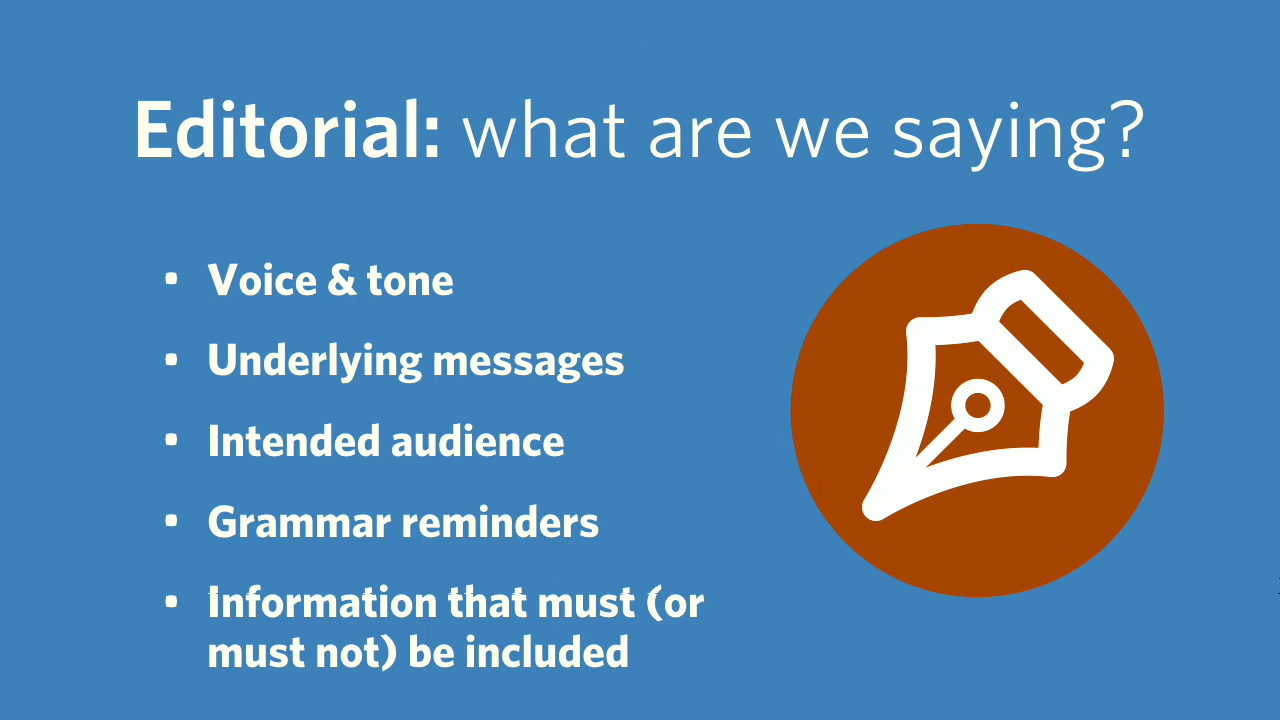 Editorial: what are we saying?
▪ Voice & tone
▪ Underlying messages
▪ Intended audience
▪ Grammar reminders
▪ Information that must (or
must not) be included